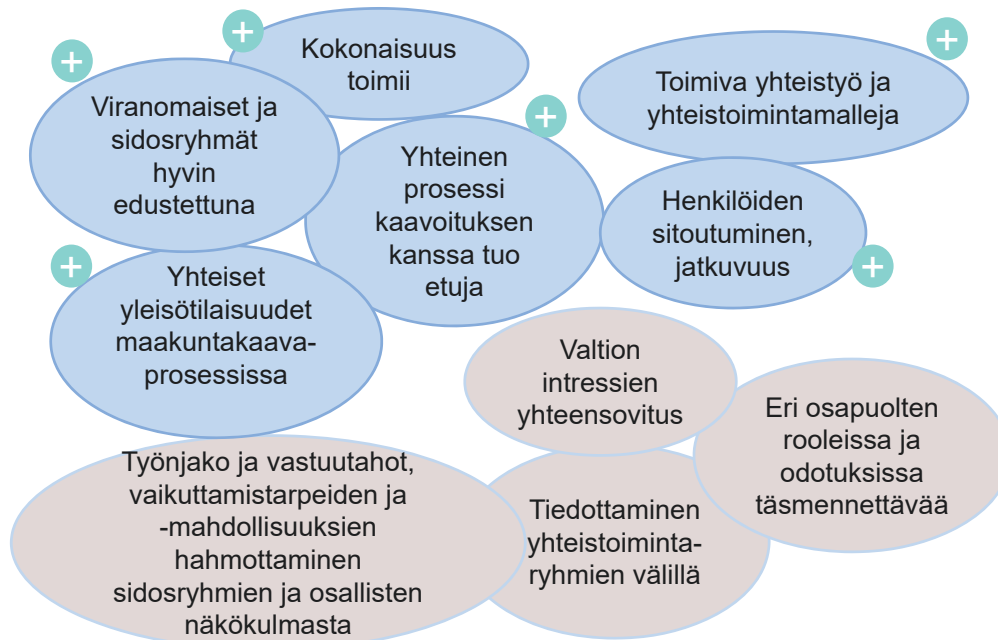 +
Kokonaisuus
toimii
+
Viranomaiset ja
sidosryhmät
hyvin
edustettuna
+
Toimiva yhteistyö ja
yhteistoimintamalleja
+
Yhteinen
prosessi
kaavoituksen
kanssa tuo
etuja
Henkilöiden
sitoutuminen,
jatkuvuus
+
+
Yhteiset
yleisötilaisuudet
maakuntakaava-
prosessissa
Valtion
intressien
yhteensovitus
Eri osapuolten
rooleissa ja
odotuksissa
täsmennettävää
Työnjako ja vastuutahot,
vaikuttamistarpeiden ja
-mahdollisuuksien
hahmottaminen
sidosryhmien ja osallisten
näkökulmasta
Tiedottaminen
yhteistoiminta-
ryhmien välillä